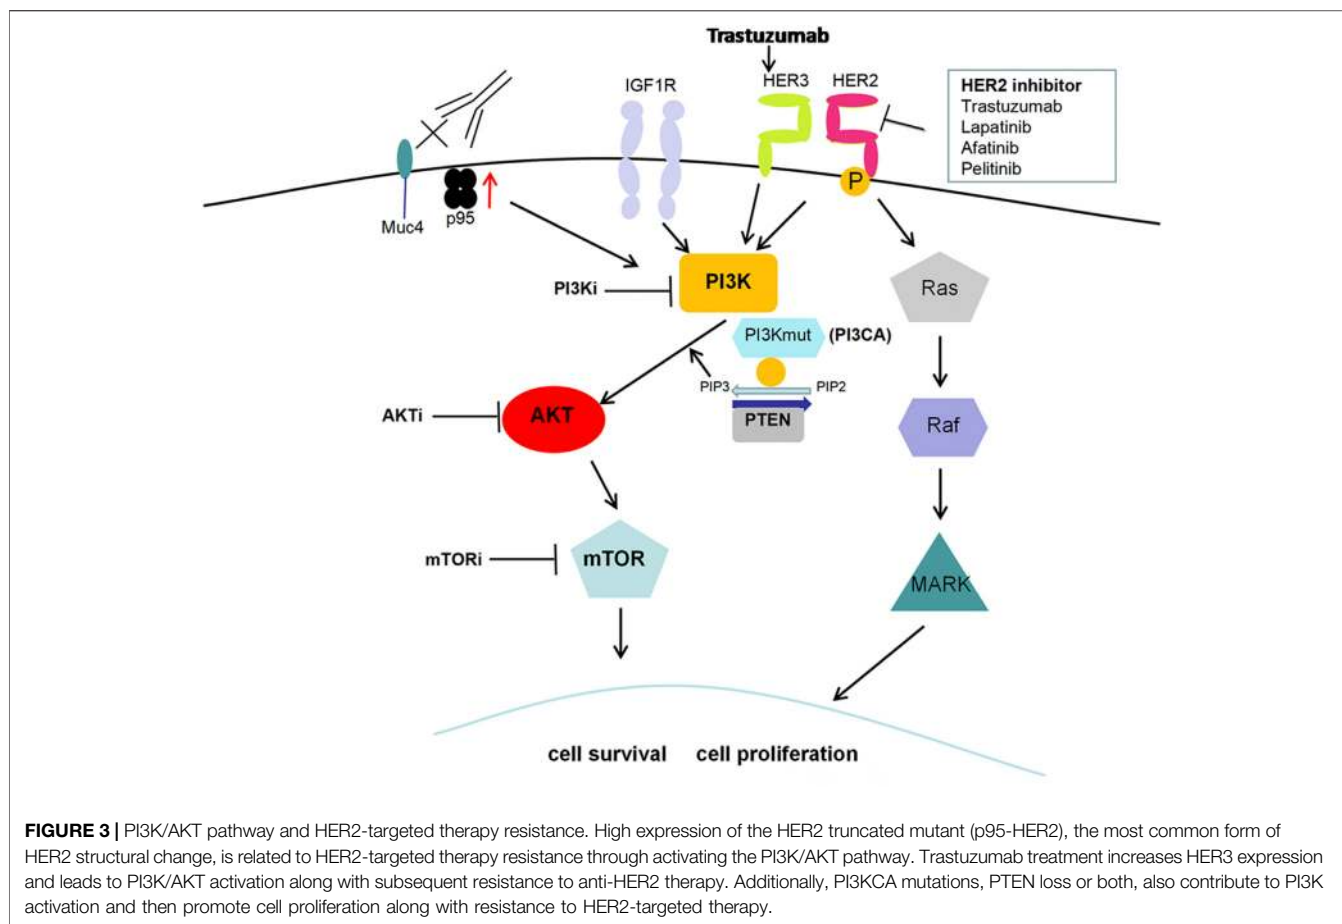 Trastuzumab
IGF1R
HER3
HER2
HER2 inhibitor
Trastuzumab
Lapatinib
Afatinib
Pelitinib
P
Muc4
p95
PI3Ki
PI3K
Ras
PI3Kmut
(PI3CA)
PIP3
PIP2
AKTi
AKT
PTEN
Raf
mTORi
mTOR
MARK
cell survival
cell proliferation
FIGURE 3 | PI3K/AKT pathway and HER2-targeted therapy resistance. High expression of the HER2 truncated mutant (p95-HER2), the most common form of
HER2 structural change, is related to HER2-targeted therapy resistance through activating the PI3K/AKT pathway. Trastuzumab treatment increases HER3 expression
and leads to PI3K/AKT activation along with subsequent resistance to anti-HER2 therapy. Additionally, PI3KCA mutations, PTEN loss or both, also contribute to PI3K
activation and then promote cell proliferation along with resistance to HER2-targeted therapy.